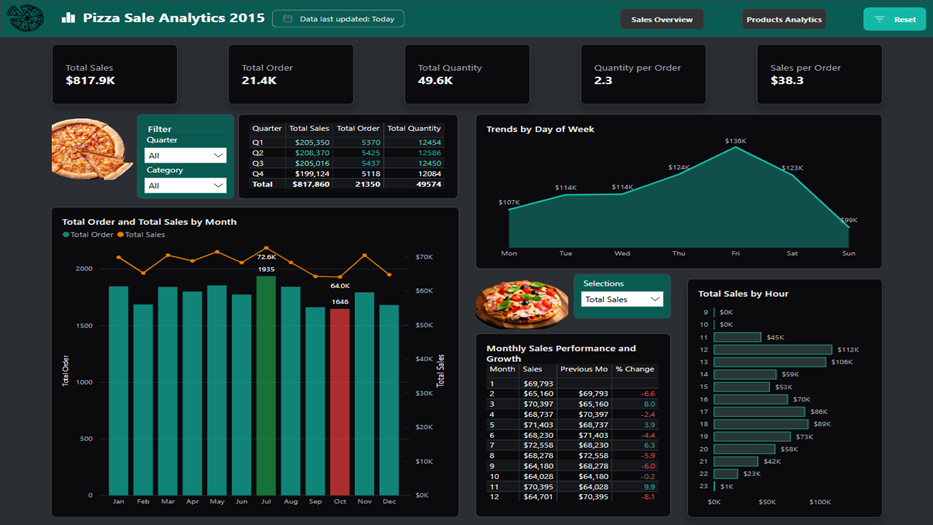 Pizza Sale Analytics 2015
Data last updated: Today
Sales Overview
Products Analytics
Reset
Total Sales
$817.9K
Total Order
21.4K
Total Quantity
49.6K
Quantity per Order
2.3
Sales per Order
$38.3
Filter
Quarter
All
Category
All
Quarter Total Sales Total Order Total Quantity
Q1 $205,350 5370 12454
Q2 $208,370 5425 12586
Q3 $205,016 5437 12450
Q4 $199,124 5118 12084
Total $817,860 21350 49574
Trends by Day of Week
$107K
$114K
$114K
$124K
$136K
$123K
$99K
Mon Tue Wed Thu Fri Sat Sun
Total Order and Total Sales by Month
Total Order Total Sales
Total Order
2000
1500
1000
500
0
72.6K
1935
64.0K
1646
$70K
$60K
$50K
$40K
$30K
$20K
$10K
$0K
Total Sales
Jan Feb Mar Apr May Jun Jul Aug Sep Oct Nov Dec
Selections
Total Sales
Monthly Sales Performance and
Growth
Month Sales Previous Mo % Change
1 $69,793
2 $65,160 $69,793 -6.6
3 $70,397 $65,160 8.0
4 $68,737 $70,397 -2.4
5 $71,403 $68,737 3.9
6 $68,230 $71,403 -4.4
7 $72,558 $68,230 6.3
8 $68,278 $72,558 -5.9
9 $64,180 $68,278 -6.0
10 $64,028 $64,180 -0.2
11 $70,395 $64,028 9.9
12 $64,701 $70,395 -8.1
Total Sales by Hour
9 $0K
10 $0K
11 $45K
12 $112K
13 $106K
14 $59K
15 $53K
16 $70K
17 $86K
18 $89K
19 $73K
20 $58K
21 $42K
22 $23K
23 $1K
$0K $50K $100K